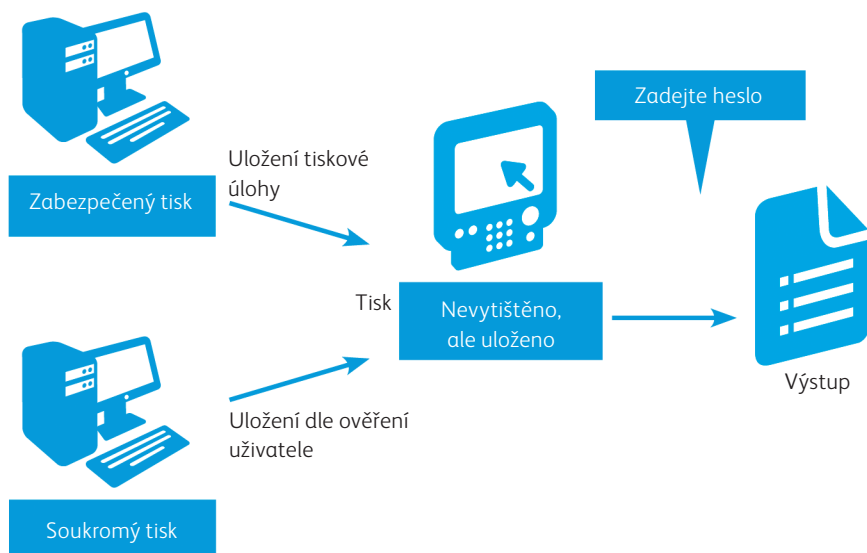 Zadejte heslo
Uložení tiskové
úlohy
Zabezpečený tisk
Tisk
Nevytištěno,
ale uloženo
Výstup
Uložení dle ověření
uživatele
Soukromý tisk